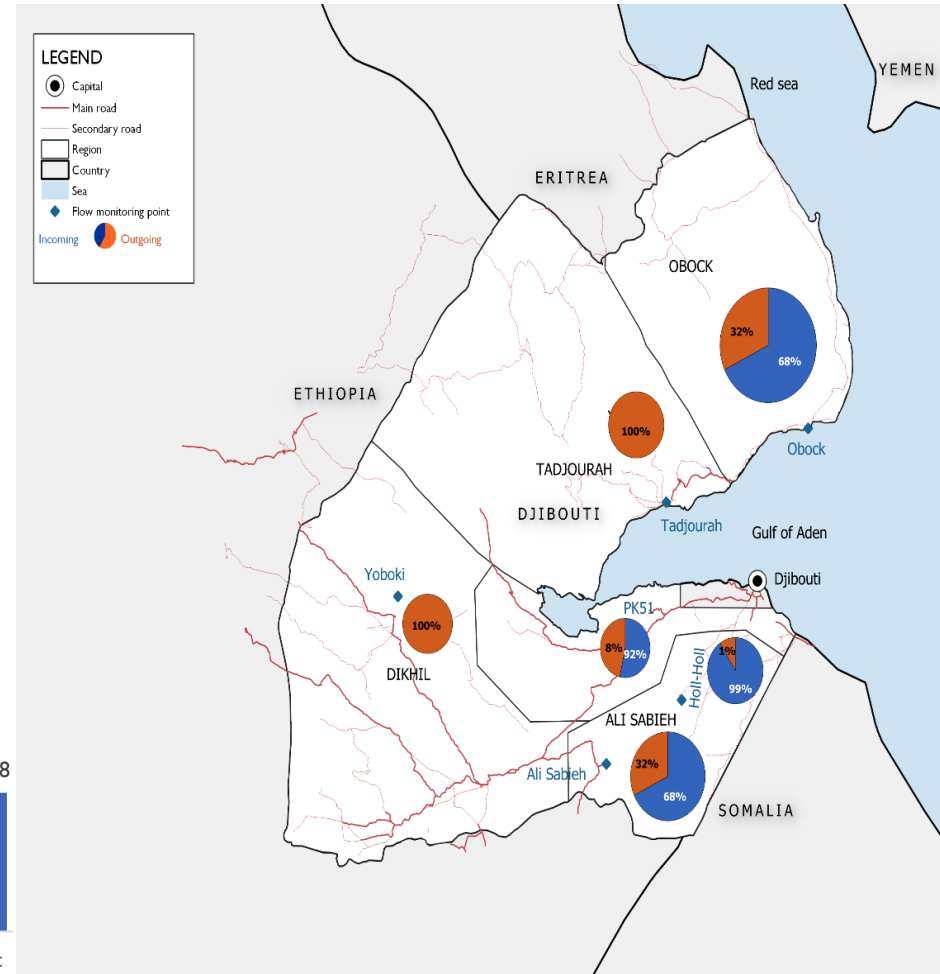 LEGEND
Capital
Main road
Secondary road
Region
Country
Sea
Flow monitoring point
Incoming
Outgoing
YEMEN
Red sea
ERITREA
OBOCK
32%
68%
ETHIOPIA
100%
TADJOURAH
Obock
DJIBOUTI
Tadjourah
Gulf of Aden
Yoboki
Djibouti
PK51
100%
8%
92%
1%
99%
Holl-Holl
DIKHIL
ALI SABIEH
32%
68%
Ali Sabieh
SOMALIA
8
c